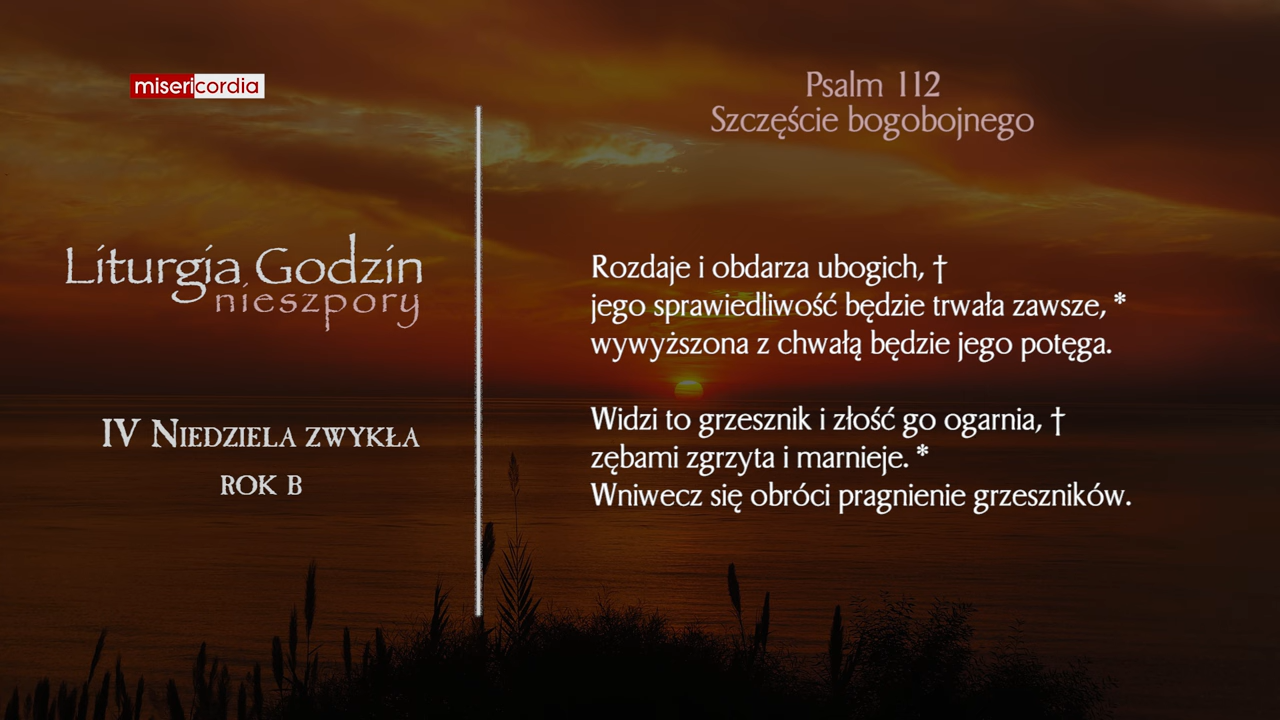 misericordia
Liturgia Godzin
nieszpory
IV Niedziela zwykła
rok B
Psalm 112
Szczęście bogobojnego
Rozdaje i obdarza ubogich, †
jego sprawiedliwość będzie trwała zawsze, *
wywyższona z chwałą będzie jego potęga.
Widzi to grzesznik i złość go ogarnia, †
zębami zgrzyta i marnieje. *
Wniwecz się obróci pragnienie grzeszników.